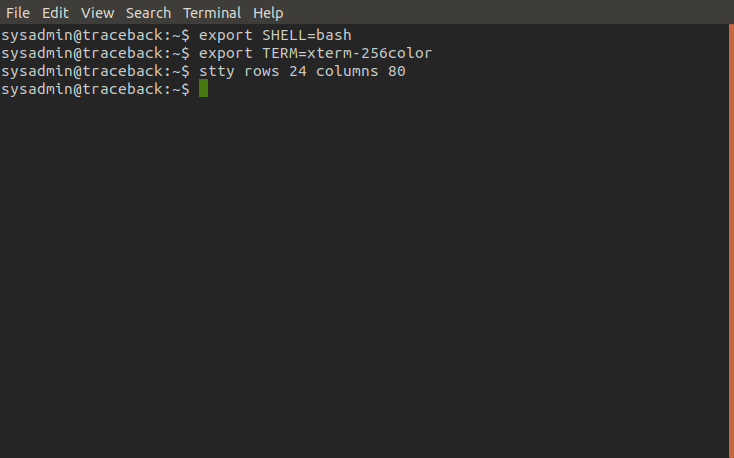 File Edit View Search Terminal Help
sysadmin@traceback:~$ export SHELL=bash
sysadmin@traceback:~$ export TERM=xterm-256color
sysadmin@traceback:~$ stty rows 24 columns 80
sysadmin@traceback:~$